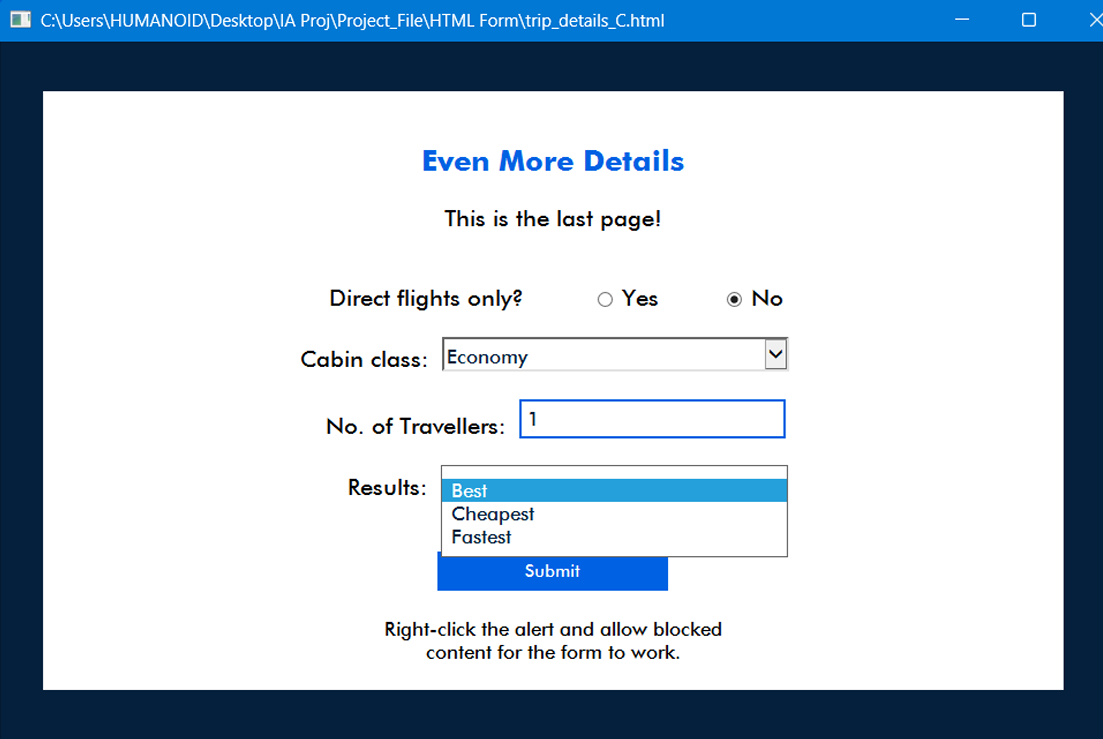 C:\Users\HUMANOID\Desktop\IA Proj\Project_File\HTML Form\trip_details_C.html
Even More Details
This is the last page!
Direct flights only? Yes No
Cabin class: Economy
No. of Travellers: 1
Results: Best
Cheapest
Fastest
Submit
Right-click the alert and allow blocked
content for the form to work.